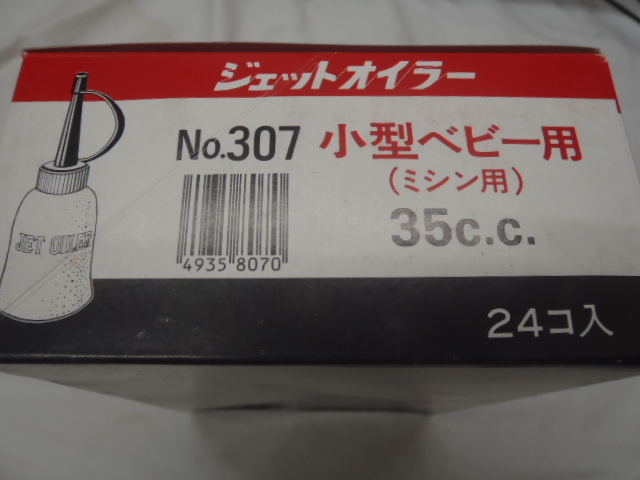 ジェットオイラー
No.307 小型ベビー用
(ミシン用)
35c.c.
4935 8070
JET OILER
24コ入